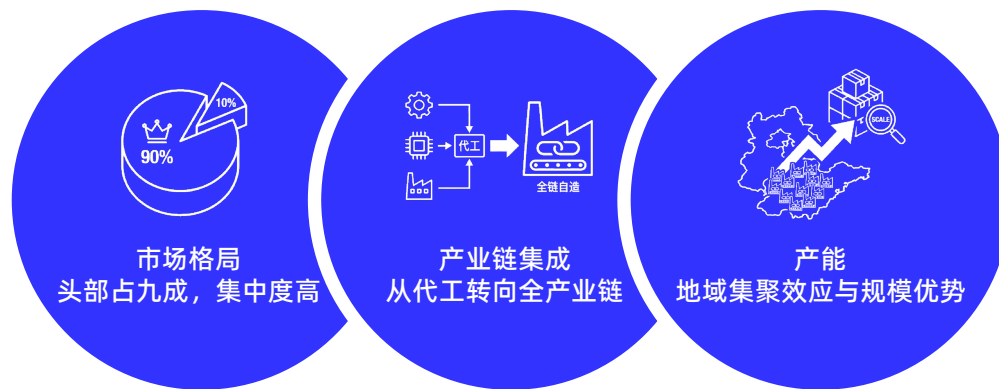 10%
90%
代工
全链自造
SCALE
市场格局
头部占九成，集中度高
产业链集成
从代工转向全产业链
产能
地域集聚效应与规模优势